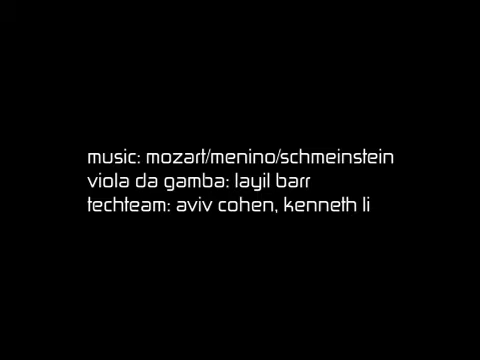 music: mozart/menino/schmeinstein
viola da gamba: layil barr
techteam: aviv cohen, kenneth li